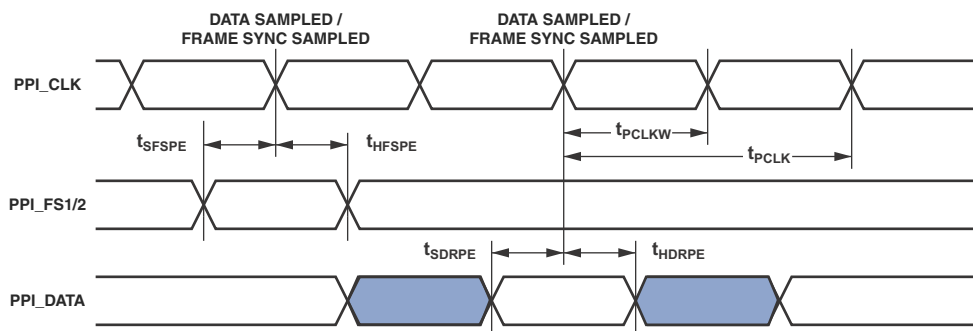 DATA SAMPLED /
FRAME SYNC SAMPLED
DATA SAMPLED /
FRAME SYNC SAMPLED
PPI_CLK
tPCLKW
tSFSPE
tHFSPE
tPCLK
PPI_FS1/2
tSDRPE
tHDRPE
PPI_DATA